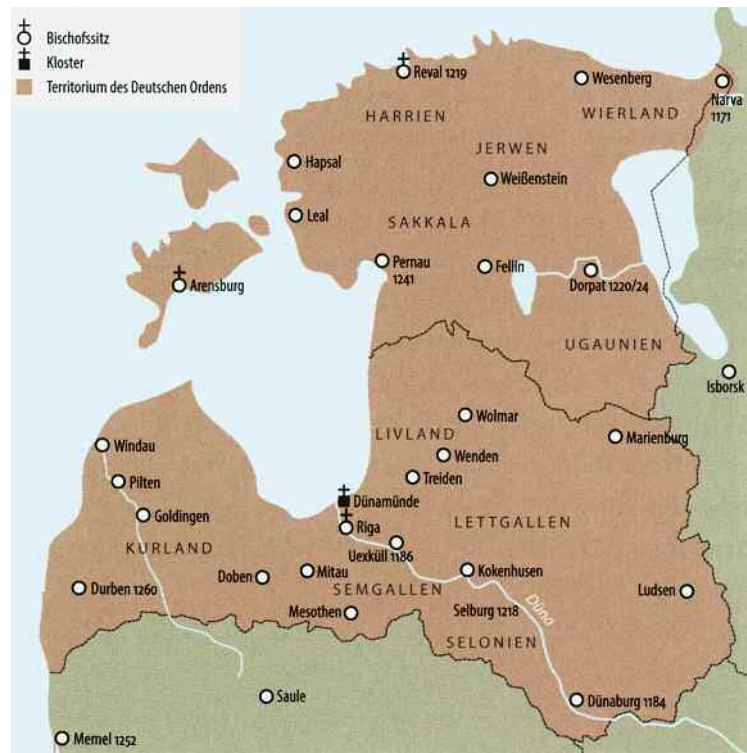 Bischofssitz
Kloster
Territorium des Deutschen Ordens
Reval 1219
Wesenberg
Narva
1171
HARRIEN
WIERLAND
JERWEN
Hapsal
Weißenstein
Leal
SAKKALA
Pernau
1241
Fellin
Dorpat 1220/24
Arensburg
UGAUNIEN
Isborsk
Wolmar
LIVLAND
Marienburg
Windau
Wenden
Treiden
Pilten
Dünamünde
Goldingen
Riga
LETTGALLEN
Uexküll 1186
KURLAND
Doben
Mitau
Kokenhusen
Durben 1260
SEMGALLEN
Ludsen
Mesothen
Selburg 1218
Düna
SELONIEN
Saule
Dünaburg 1184
Memel 1252